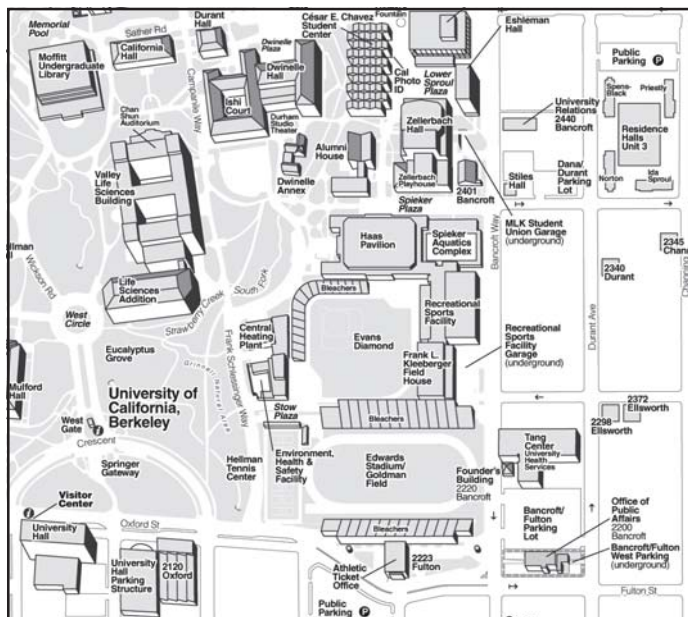 Memorial
Pool
Moffitt
Undergraduate
Library
Sather Rd
California
Hall
Durant
Hall
Campanile Way
Dwinelle
Plaza
Dwinelle
Hall
Ishi
Court
Durham
Studio
Theater
César E. Chavez
Student
Center
Fountain
Cal
Photo
ID
Lower
Sproul
Plaza
Eshleman
Hall
Public
Parking P
Spens-
Black
Priestly
Residence
Halls
Unit 3
Norton
Ida
Sproul
University
Relations
2440
Bancroft
Stiles
Hall
Dana/
Durant
Parking
Lot
Chan
Shun
Auditorium
Valley
Life
Sciences
Building
Alumni
House
Dwinelle
Annex
Zellerbach
Hall
Zellerbach
Playhouse
2401
Bancroft
Spieker
Plaza
MLK Student
Union Garage
(underground)
Bancroft Way
Haas
Pavilion
Spieker
Aquatics
Complex
2345
Chann
2340
Durant
Channing
Durant Ave
llman
Wickson Rd
West
Circle
Life
Sciences
Addition
Strawberry Creek
South Fork
Bleachers
Recreational
Sports
Facility
Recreational
Sports
Facility
Garage
(underground)
Central
Heating
Plant
Evans
Diamond
Frank L.
Kleeberger
Field
House
Frank Schlessinger Way
Eucalyptus
Grove
Grinnell Natural Area
Mulford
Hall
University of
California,
Berkeley
West
Gate
Crescent
Springer
Gateway
Stow
Plaza
Bleachers
2372
Ellsworth
2298
Ellsworth
Tang
Center
University
Health
Services
Hellman
Tennis
Center
Environment,
Health &
Safety
Facility
Edwards
Stadium/
Goldman
Field
Founder's
Building
2220
Bancroft
Bancroft/
Fulton
Parking
Lot
Office of
Public
Affairs
2200
Bancroft
Bancroft/Fulton
West Parking
(underground)
Visitor
Center
University
Hall
Oxford St
University
Hall
Parking
Structure
2120
Oxford
Bleachers
2223
Fulton
Athletic
Ticket
Office
Public
Parking P
Fulton St